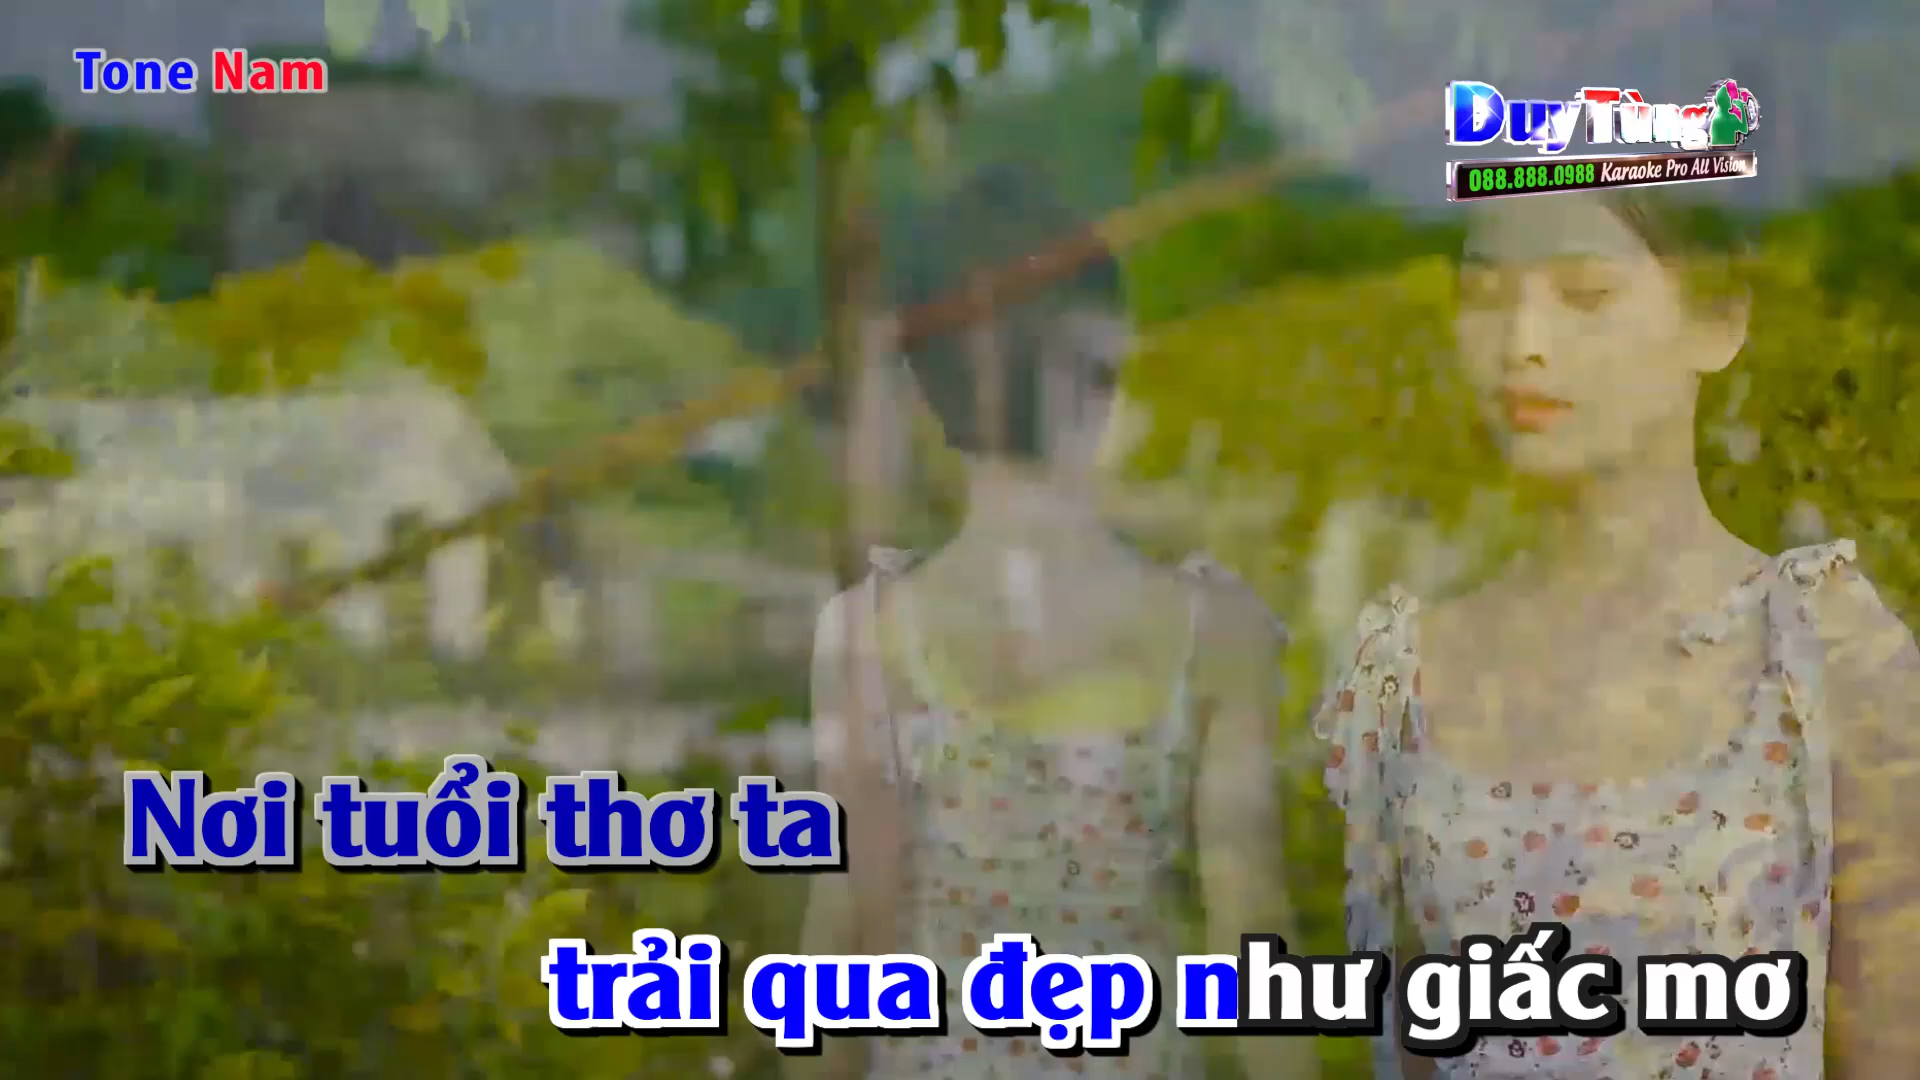 Tone Nam
DuyTùng
088.888.0988 Karaoke Pro All Vision
Nơi tuổi thơ ta
trải qua đẹp như giấc mơ